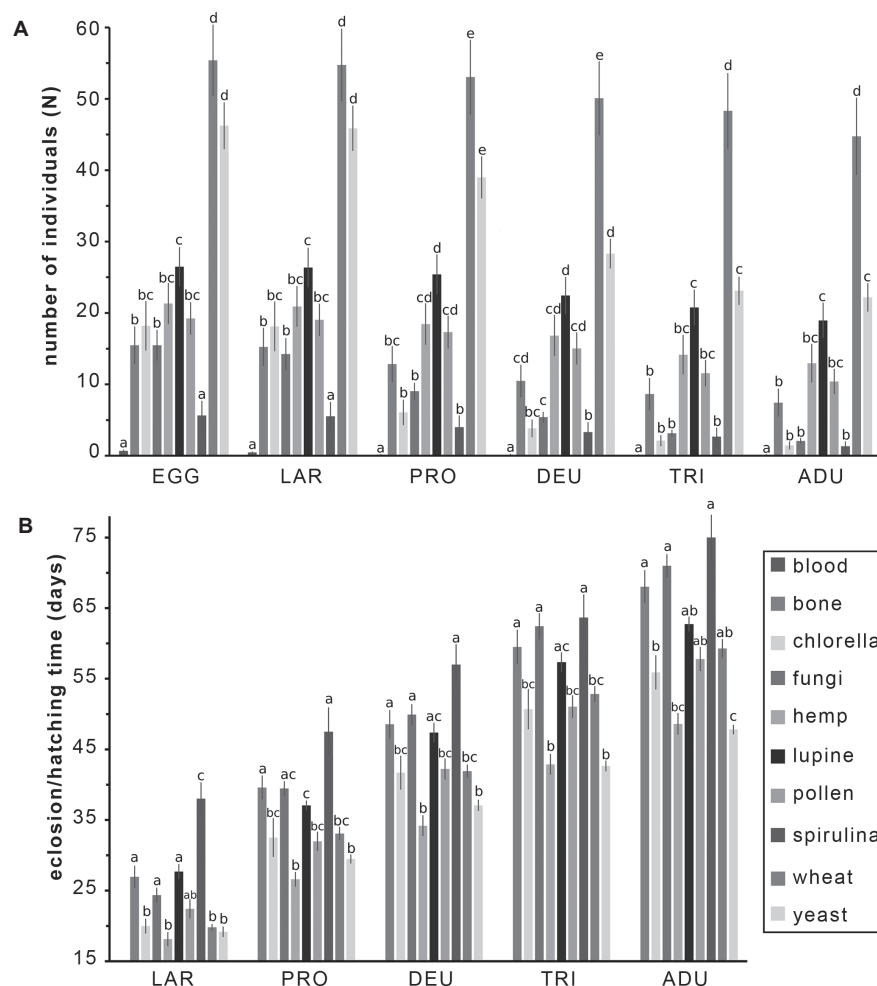 A
number of individuals (N)
60
50
40
30
20
10
0
a b bc b bc c bc a d d
a b bc b bc c bc a d d
a bc b b cd d cd b e e
a cd bc c cd d cd b e d
a b b b bc c bc b d c
a b b b bc c bc b d c
EGG LAR PRO DEU TRI ADU
B
eclosion/hatching time (days)
75
65
55
45
35
25
15
a b a b a ab c b b
a bc ac b c bc a bc b
a bc a b ac bc a bc b
a bc a b ac bc a bc b
a b a bc ab ab a ab c
LAR PRO DEU TRI ADU
blood
bone
chlorella
fungi
hemp
lupine
pollen
spirulina
wheat
yeast